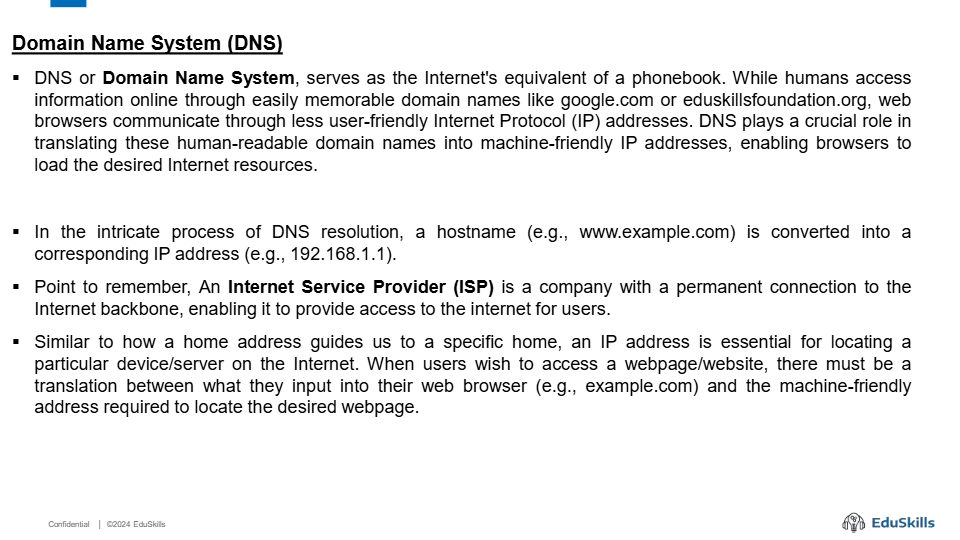 Domain Name System (DNS)
▪ DNS or Domain Name System, serves as the Internet's equivalent of a phonebook. While humans access
information online through easily memorable domain names like google.com or eduskillsfoundation.org, web
browsers communicate through less user-friendly Internet Protocol (IP) addresses. DNS plays a crucial role in
translating these human-readable domain names into machine-friendly IP addresses, enabling browsers to
load the desired Internet resources.
▪ In the intricate process of DNS resolution, a hostname (e.g., www.example.com) is converted into a
corresponding IP address (e.g., 192.168.1.1).
▪ Point to remember, An Internet Service Provider (ISP) is a company with a permanent connection to the
Internet backbone, enabling it to provide access to the internet for users.
▪ Similar to how a home address guides us to a specific home, an IP address is essential for locating a
particular device/server on the Internet. When users wish to access a webpage/website, there must be a
translation between what they input into their web browser (e.g., example.com) and the machine-friendly
address required to locate the desired webpage.
Confidential | ©2024 EduSkills
EduSkills